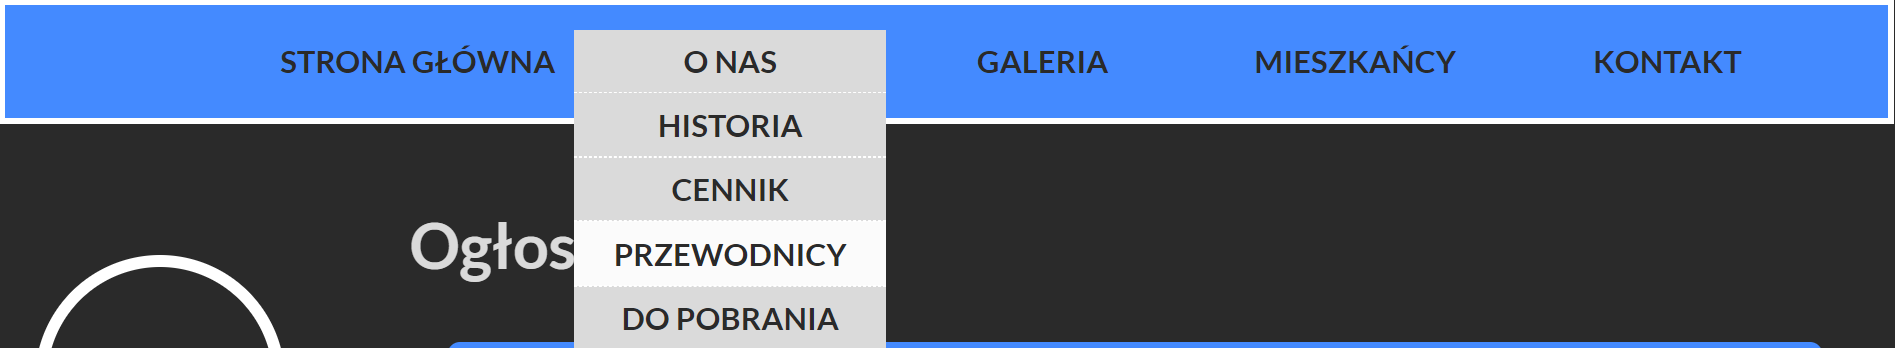 STRONA GŁÓWNA O NAS GALERIA MIESZKAŃCY KONTAKT
HISTORIA
CENNIK
Ogłos
PRZEWODNICY
DO POBRANIA